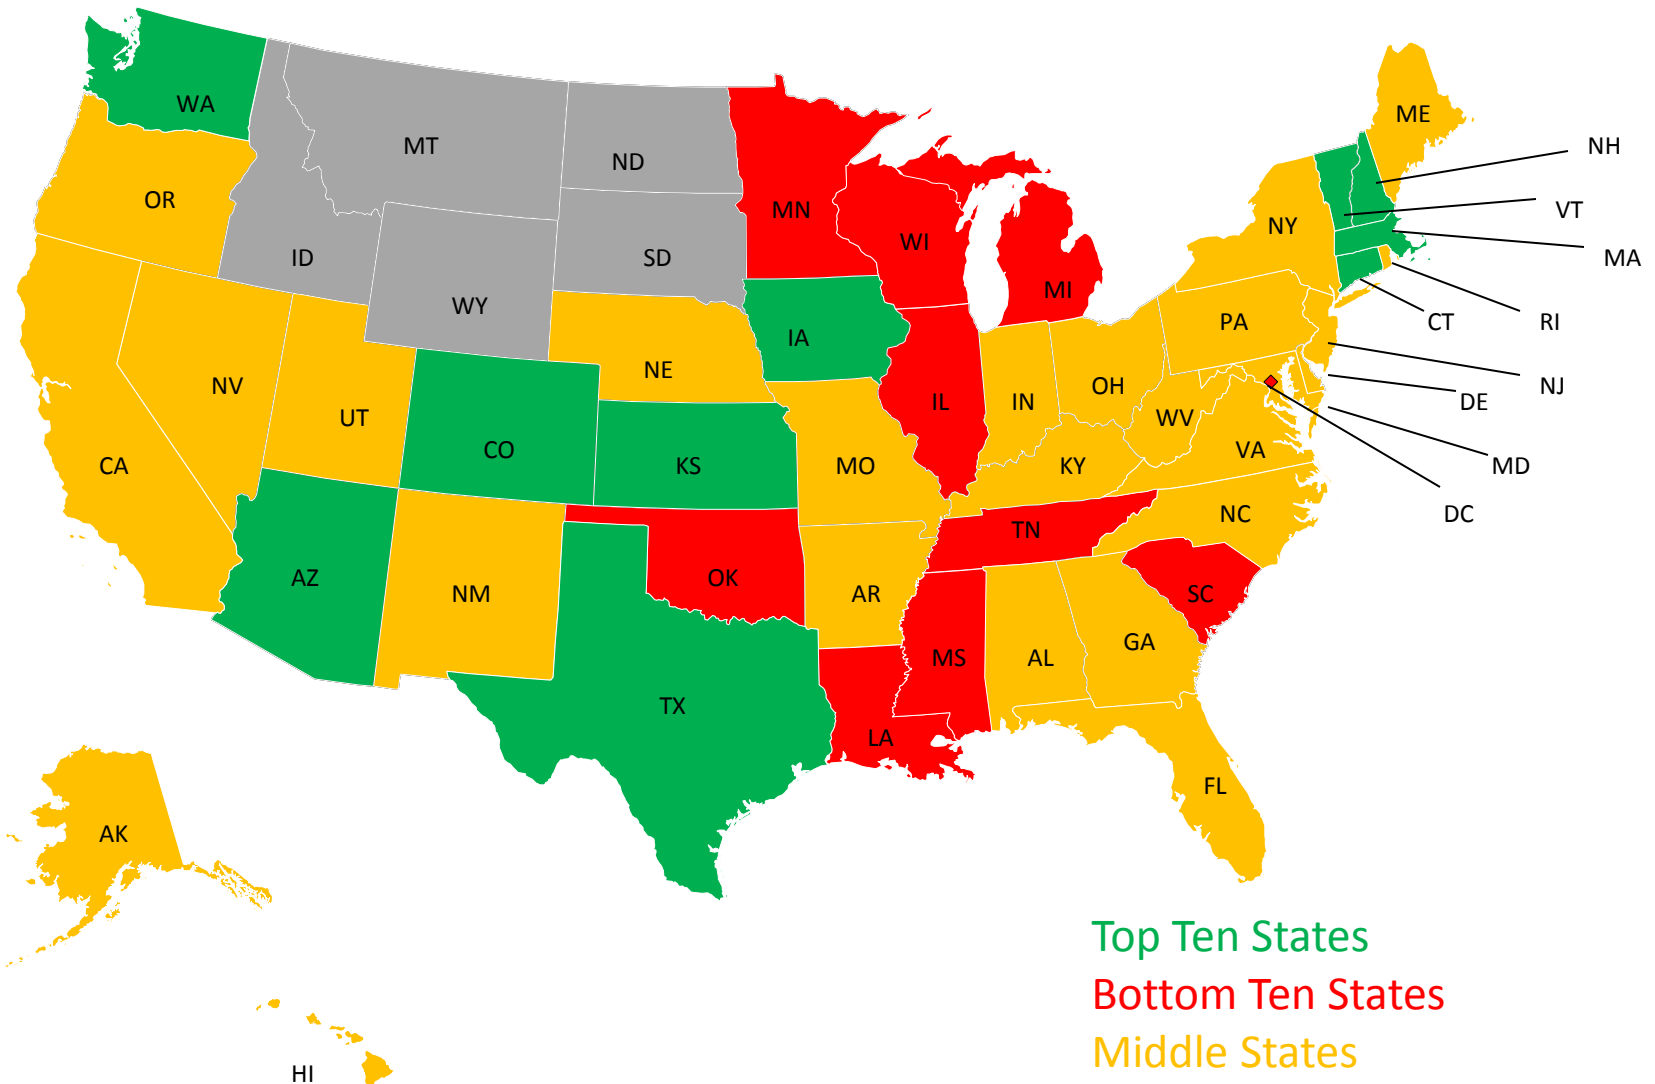 WA
ME
MT
NH
ND
OR
MN
VT
NY
WI
MA
ID
SD
MI
WY
PA
CT
RI
IA
NE
NV
UT
IL
IN
OH
NJ
DE
WV
CO
KS
MO
KY
VA
CA
MD
NC
DC
TN
AZ
OK
NM
AR
SC
GA
MS
AL
TX
LA
FL
AK
Top Ten States
Bottom Ten States
Middle States
HI